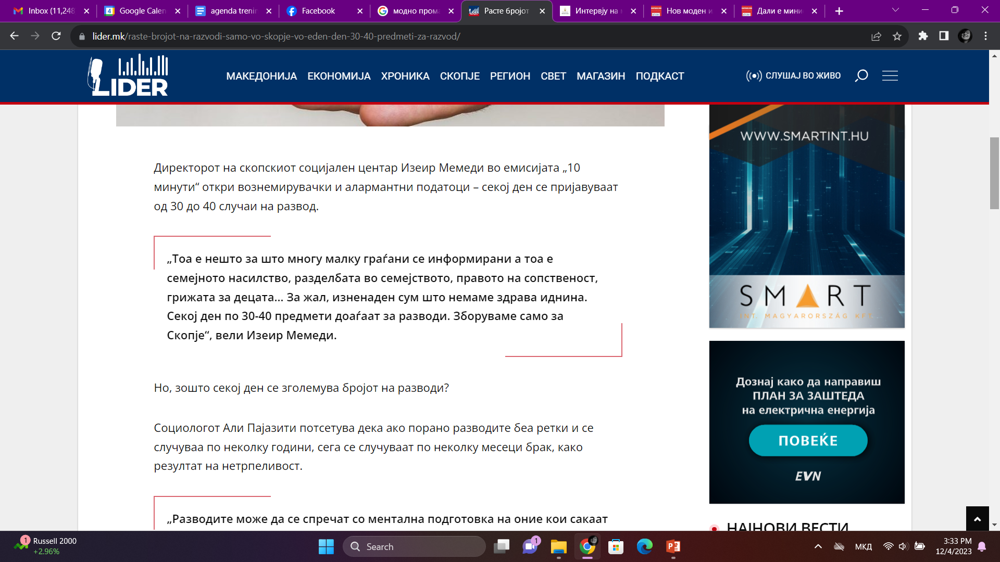 Inbox (11,248
Google Calen
agenda trenin
Facebook
модно пром
Расте бројот
Интервју на
Нов моден и
Дали е мини
lider.mk/raste-brojot-na-razvodi-samo-vo-skopje-vo-eden-den-30-40-predmeti-za-razvod/
LIDER
МАКЕДОНИЈА ЕКОНОМИЈА ХРОНИКА СКОПЈЕ РЕГИОН СВЕТ МАГАЗИН ПОДКАСТ
СЛУШАЈ ВО ЖИВО
Директорот на скопскиот социјален центар Изеир Мемеди во емисијата „10
минути“ откри вознемирувачки и алармантни податоци – секој ден се пријавуваат
од 30 до 40 случаи на развод.
„Тоа е нешто за што многу малку граѓани се информирани а тоа е
семејното насилство, разделбата во семејството, правото на сопственост,
грижата за децата... За жал, изненаден сум што немаме здрава иднина.
Секој ден по 30-40 предмети доаѓаат за разводи. Зборуваме само за
Скопје“, вели Изеир Мемеди.
Но, зошто секој ден се зголемува бројот на разводи?
Социологот Али Пајазити потсетува дека ако порано разводите беа ретки и се
случуваа по неколку години, сега се случуваат по неколку месеци брак, како
резултат на нетрпеливост.
„Разводите може да се спречат со ментална подготовка на оние кои сакаат
WWW.SMARTINT.HU
SMART
INT. MAGYARORSZÁG KFT
Дознај како да направиш
ПЛАН ЗА ЗАШТЕДА
на електрична енергија
ПОВЕЌЕ
EVN
НАЈНОВИ ВЕСТИ
1
Russell 2000
+2.96%
Search
1
МКД
3:33 PM
12/4/2023